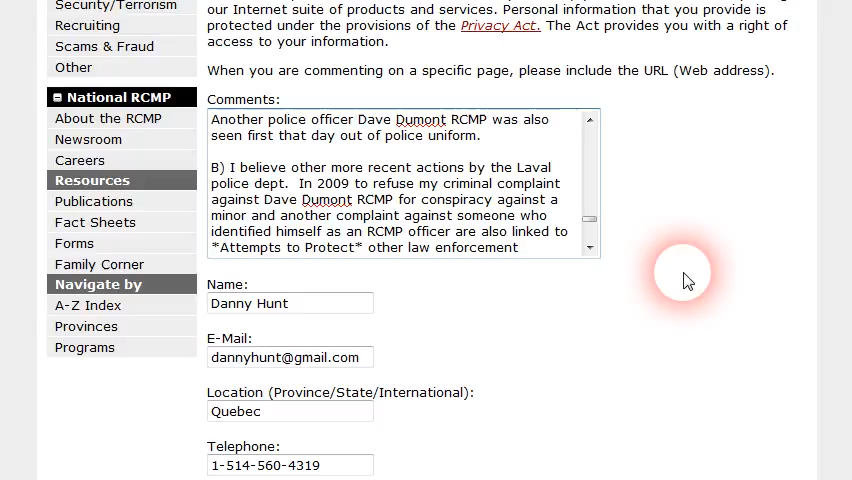 Security/Terrorism
Recruiting
Scams & Fraud
Other
National RCMP
About the RCMP
Newsroom
Careers
Resources
Publications
Fact Sheets
Forms
Family Corner
Navigate by
A-Z Index
Provinces
Programs
our Internet suite of products and services. Personal information that you provide is
protected under the provisions of the Privacy Act. The Act provides you with a right of
access to your information.
When you are commenting on a specific page, please include the URL (Web address).
Comments:
Another police officer Dave Dumont RCMP was also
seen first that day out of police uniform.
B) I believe other more recent actions by the Laval
police dept.  In 2009 to refuse my criminal complaint
against Dave Dumont RCMP for conspiracy against a
minor and another complaint against someone who
identified himself as an RCMP officer are also linked to
*Attempts to Protect* other law enforcement
Name:
Danny Hunt
E-Mail:
dannyhunt@gmail.com
Location (Province/State/International):
Quebec
Telephone:
1-514-560-4319